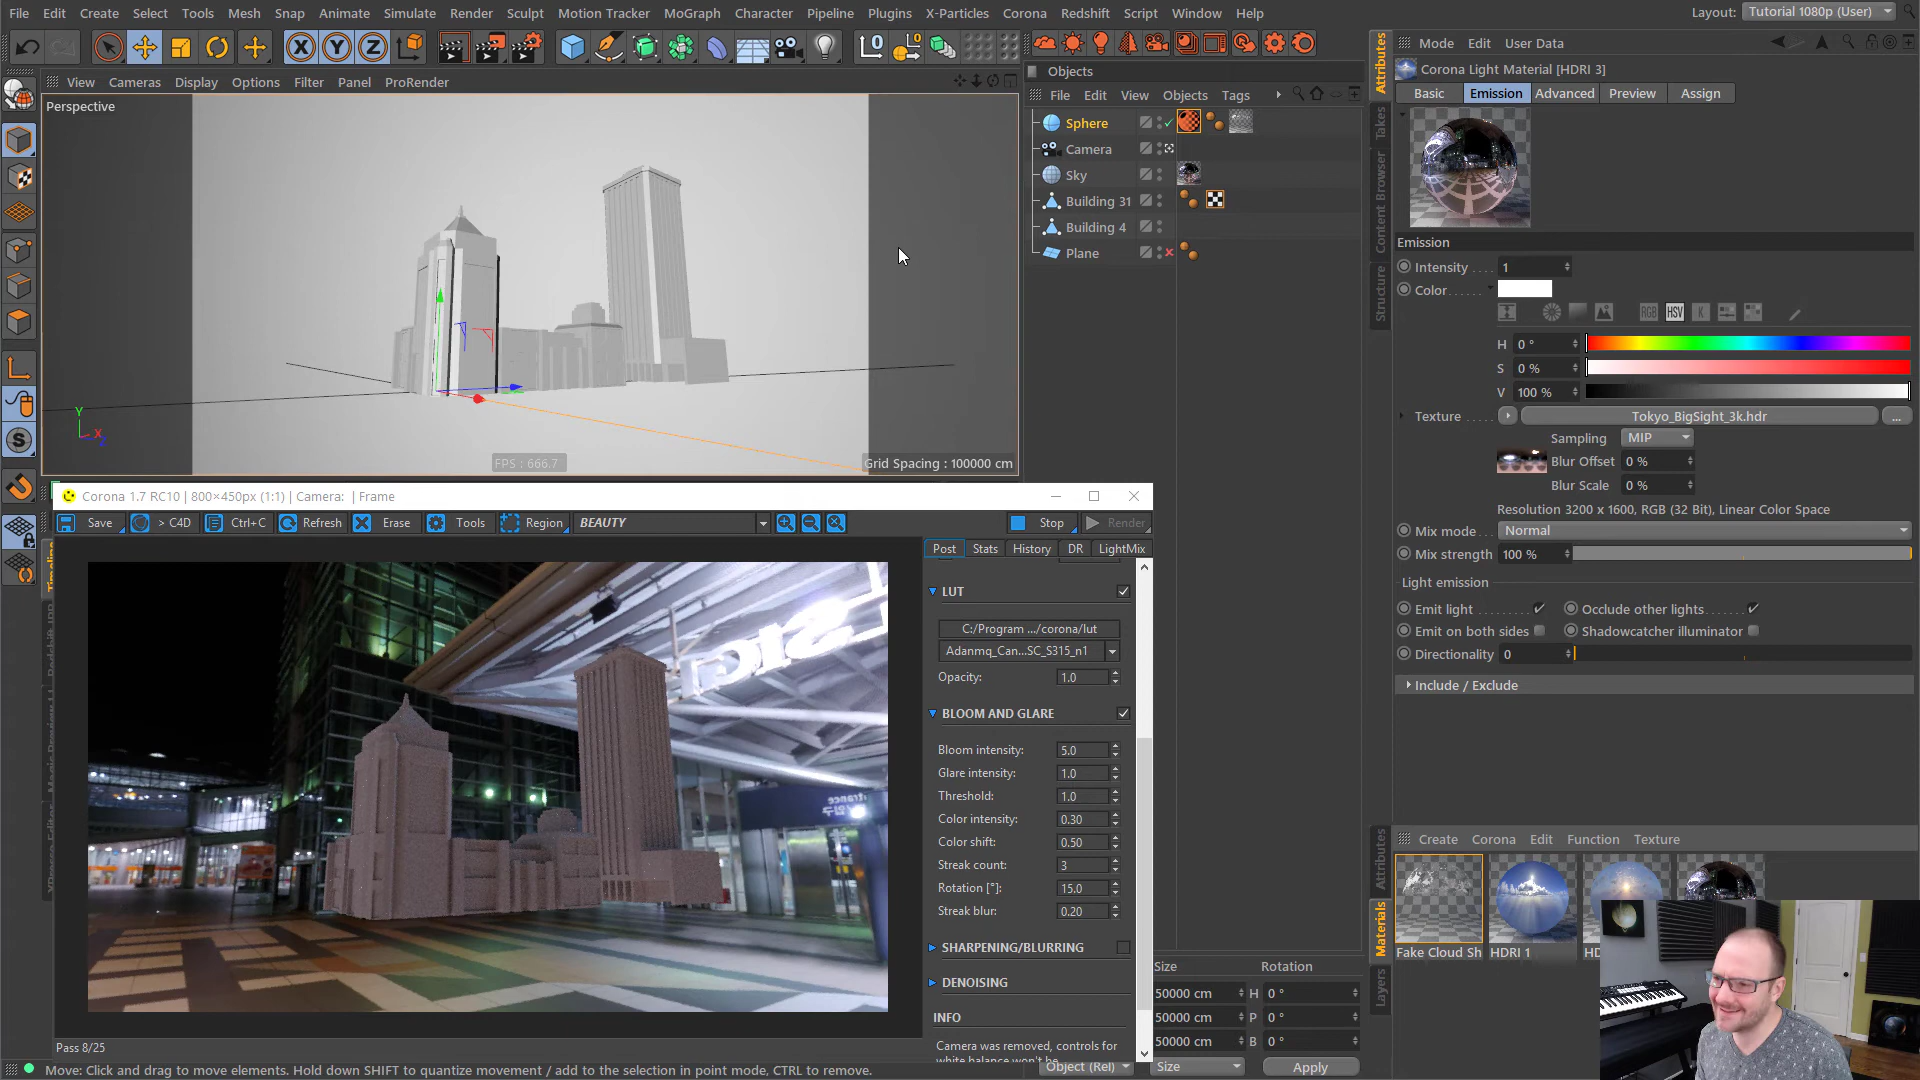 File Edit Create Select Tools Mesh Snap Animate Simulate Render Sculpt Motion Tracker MoGraph Character Pipeline Plugins X-Particles Corona Redshift Script Window Help
Layout: Tutorial 1080p (User)
View Cameras Display Options Filter Panel ProRender
Perspective
FPS : 666.7
Grid Spacing : 100000 cm
Y
X
Z
Objects
File Edit View Objects Tags
Sphere
Camera
Sky
Building 31
Building 4
Plane
Attributes
Takes
Content Browser
Structure
Mode Edit User Data
Corona Light Material [HDRI 3]
Basic Emission Advanced Preview Assign
Emission
Intensity . . . . 1
Color
RGB HSV K
H 0 °
S 0 %
V 100 %
Texture Tokyo_BigSight_3k.hdr ...
Sampling MIP
Blur Offset 0 %
Blur Scale 0 %
Resolution 3200 x 1600, RGB (32 Bit), Linear Color Space
Mix mode Normal
Mix strength 100 %
Light emission
Emit light Occlude other lights
Emit on both sides Shadowcatcher illuminator
Directionality 0
Include / Exclude
Corona 1.7 RC10 | 800×450px (1:1) | Camera: | Frame
Save > C4D Ctrl+C Refresh Erase Tools Region BEAUTY Stop Render
Post Stats History DR LightMix
LUT
C:/Program .../corona/lut
Adanmq_Can...SC_S315_n1
Opacity: 1.0
BLOOM AND GLARE
Bloom intensity: 5.0
Glare intensity: 1.0
Threshold: 1.0
Color intensity: 0.30
Color shift: 0.50
Streak count: 3
Rotation [°]: 15.0
Streak blur: 0.20
SHARPENING/BLURRING
DENOISING
INFO
Camera was removed, controls for
Pass 8/25
Size Rotation
50000 cm H 0 °
50000 cm P 0 °
50000 cm B 0 °
Object (Rel) Size Apply
Attributes
Materials
Layers
Create Corona Edit Function Texture
Fake Cloud Sh HDRI 1
Move: Click and drag to move elements. Hold down SHIFT to quantize movement / add to the selection in point mode, CTRL to remove.